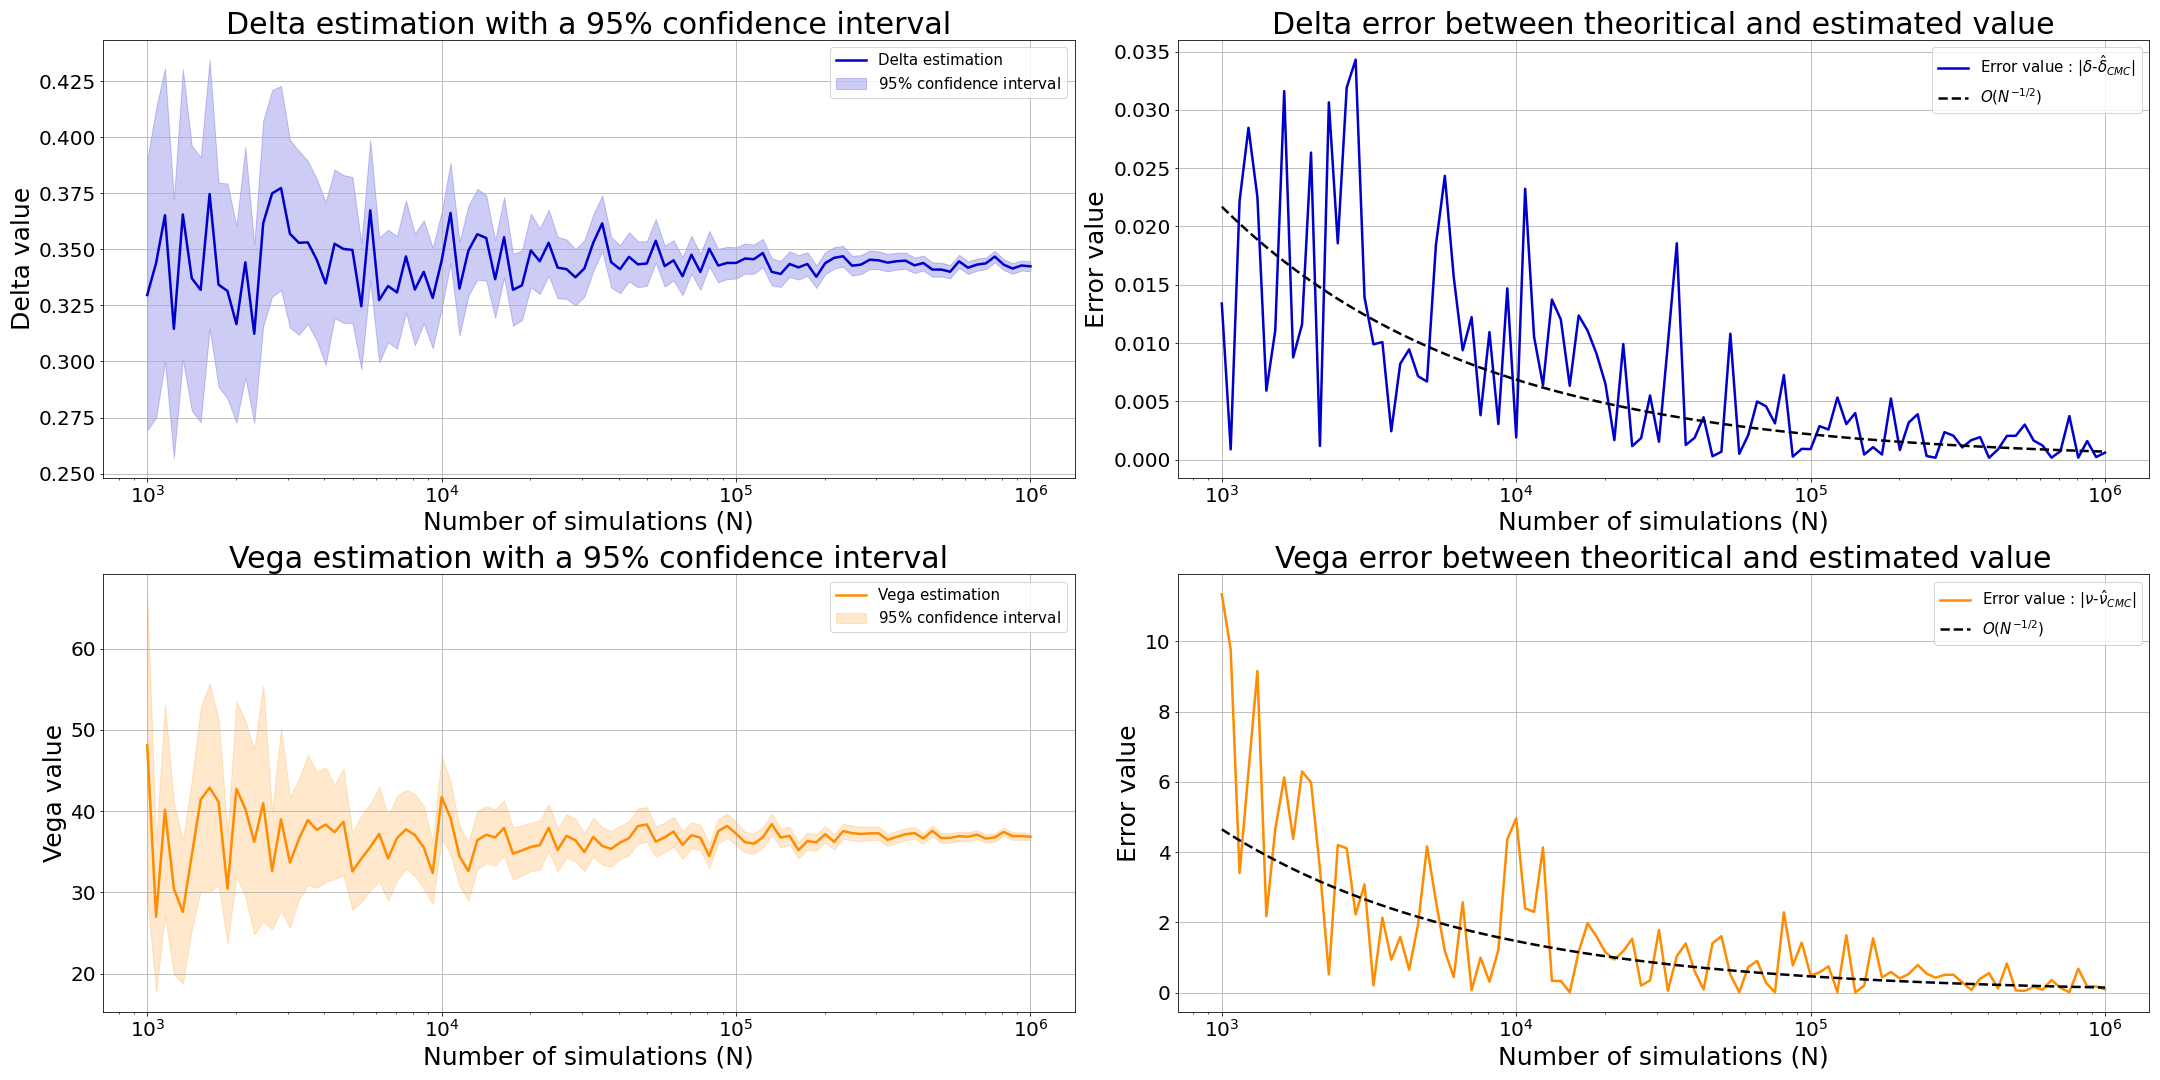 Delta estimation with a 95% confidence interval
Delta value
0.425
0.400
0.375
0.350
0.325
0.300
0.275
0.250
Delta estimation
95% confidence interval
10³
10⁴
10⁵
10⁶
Number of simulations (N)
Delta error between theoritical and estimated value
Error value
0.035
0.030
0.025
0.020
0.015
0.010
0.005
0.000
Error value : |δ-δ̂_CMC|
O(N^{-1/2})
10³
10⁴
10⁵
10⁶
Number of simulations (N)
Vega estimation with a 95% confidence interval
Vega value
60
50
40
30
20
Vega estimation
95% confidence interval
10³
10⁴
10⁵
10⁶
Number of simulations (N)
Vega error between theoritical and estimated value
Error value
10
8
6
4
2
0
Error value : |ν-ν̂_CMC|
O(N^{-1/2})
10³
10⁴
10⁵
10⁶
Number of simulations (N)